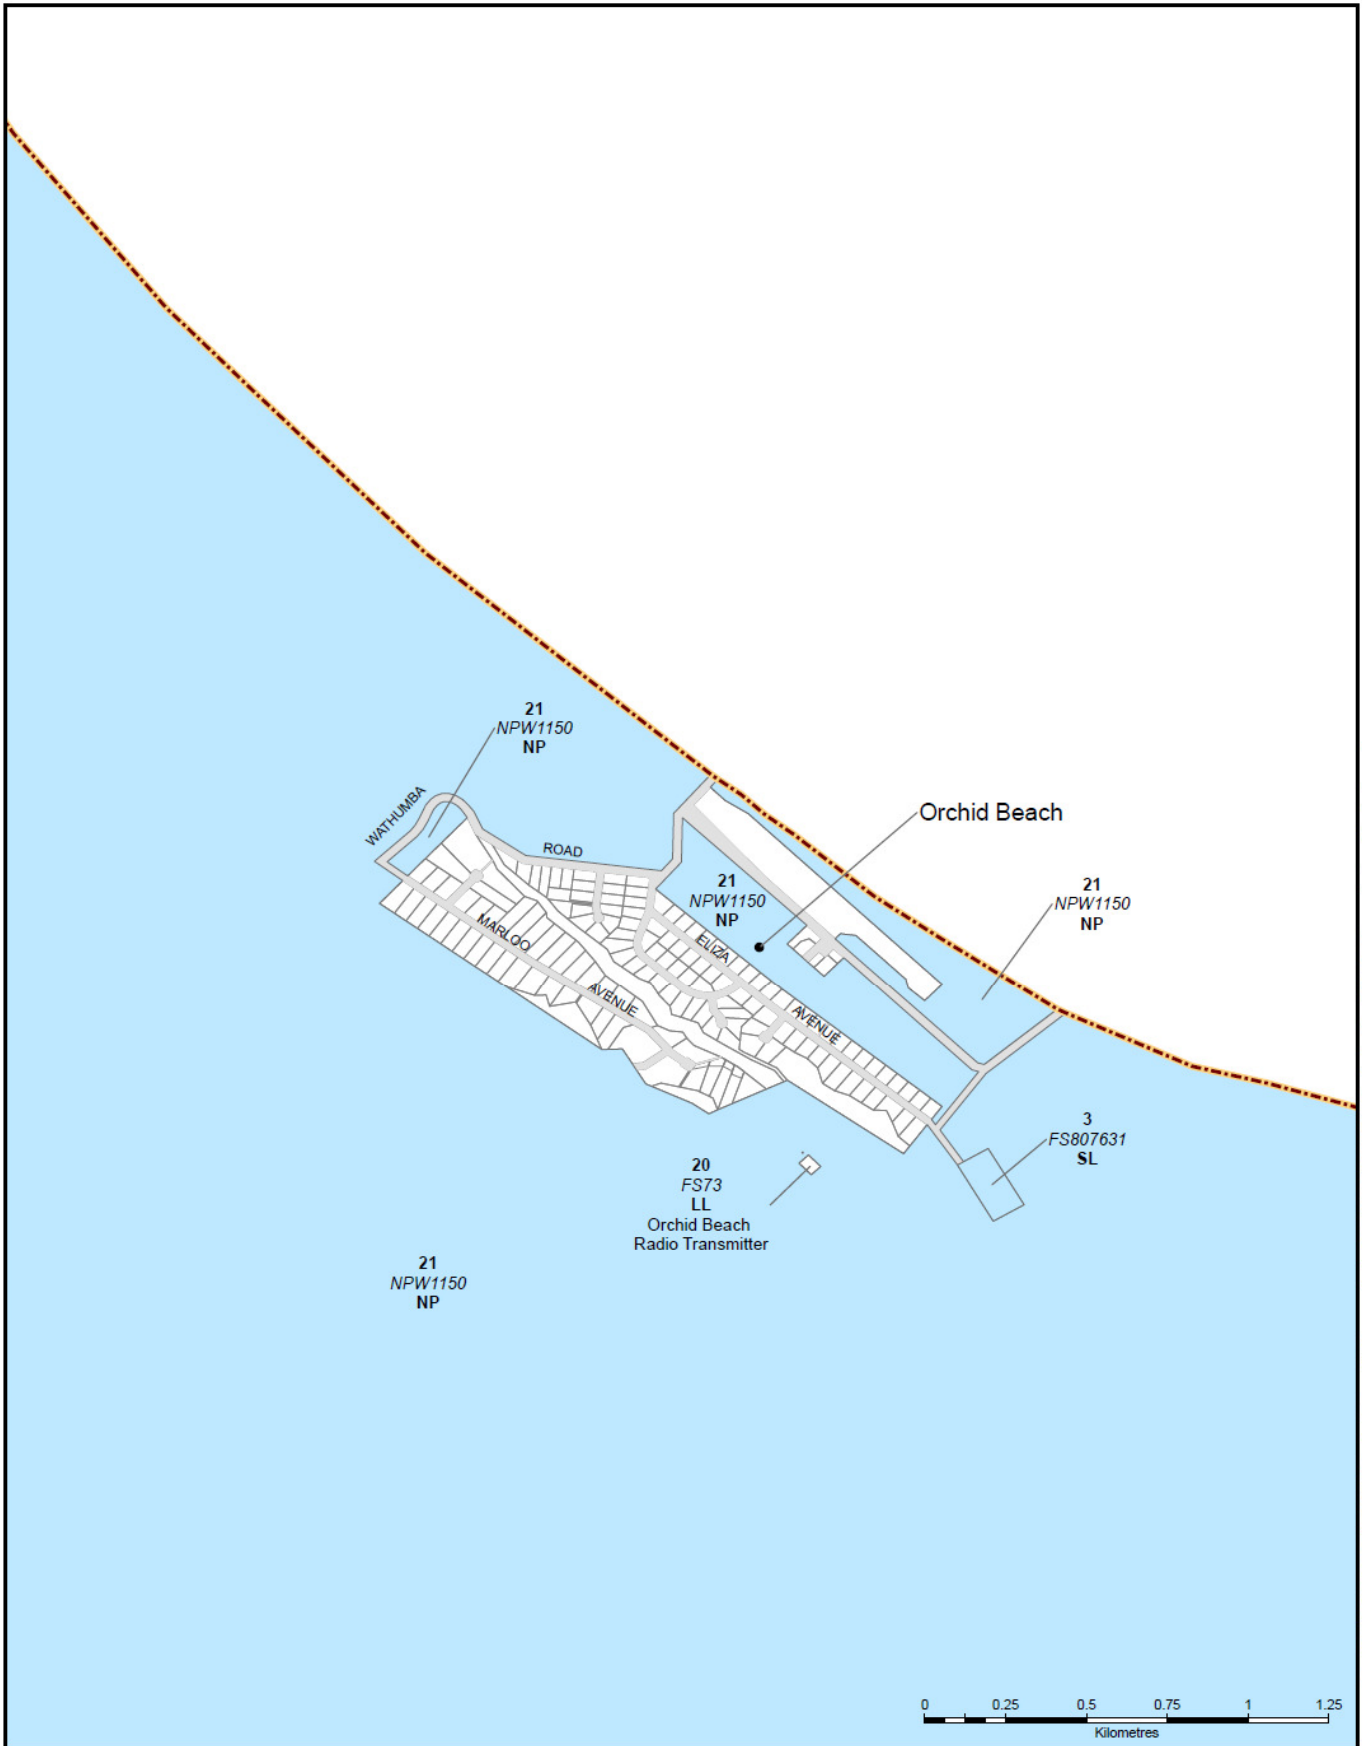 21
NPW1150
NP
WATHUMBA
ROAD
Orchid Beach
21
NPW1150
NP
21
NPW1150
NP
MARLOO
AVENUE
ELIZA
AVENUE
3
FS807631
SL
20
FS73
LL
Orchid Beach
Radio Transmitter
21
NPW1150
NP
0 0.25 0.5 0.75 1 1.25
Kilometres